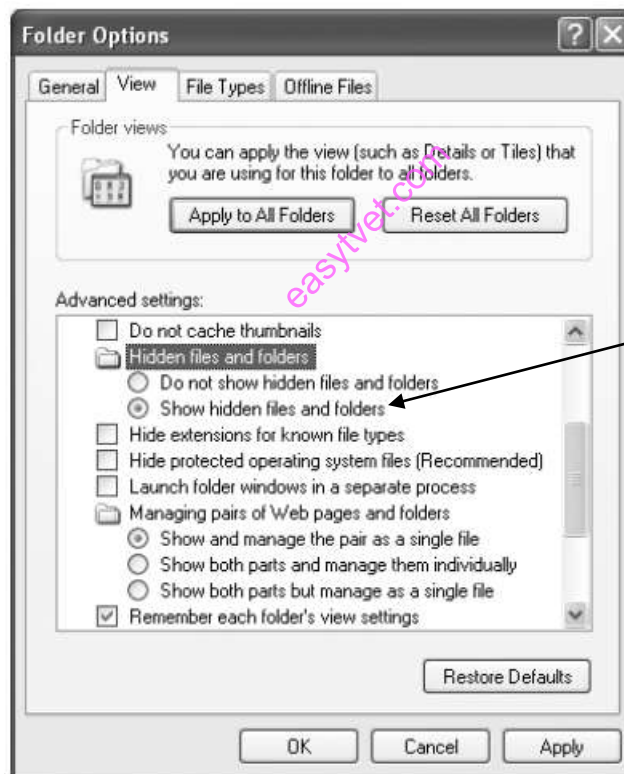 Folder Options
General View File Types Offline Files
Folder views
You can apply the view (such as Details or Tiles) that
you are using for this folder to all folders.
Apply to All Folders Reset All Folders
easytvet.com
Advanced settings:
Do not cache thumbnails
Hidden files and folders
Do not show hidden files and folders
Show hidden files and folders
Hide extensions for known file types
Hide protected operating system files (Recommended)
Launch folder windows in a separate process
Managing pairs of Web pages and folders
Show and manage the pair as a single file
Show both parts and manage them individually
Show both parts but manage as a single file
Remember each folder's view settings
Restore Defaults
OK Cancel Apply